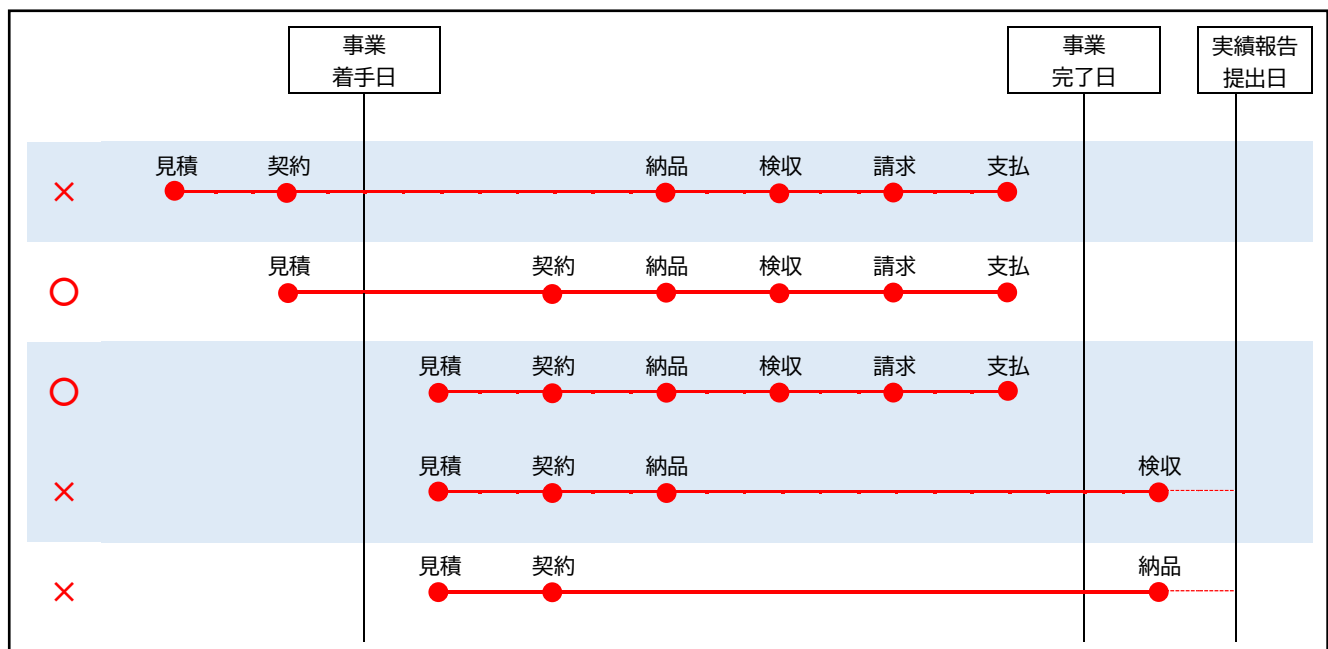 事業
着手日
事業
完了日
実績報告
提出日
× 見積 契約 納品 検収 請求 支払
○ 見積 契約 納品 検収 請求 支払
○ 見積 契約 納品 検収 請求 支払
× 見積 契約 納品 検収
× 見積 契約 納品